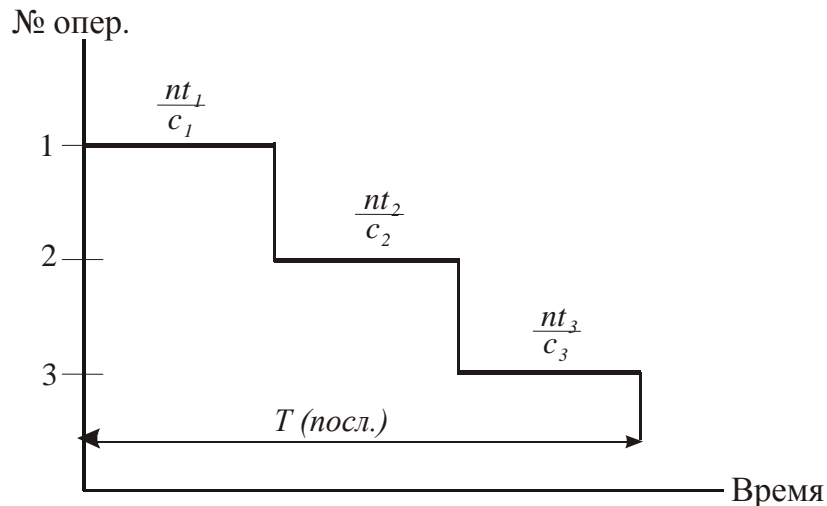 № опер.
nt₁
c₁
1
nt₂
c₂
2
nt₃
c₃
3
T (посл.)
Время